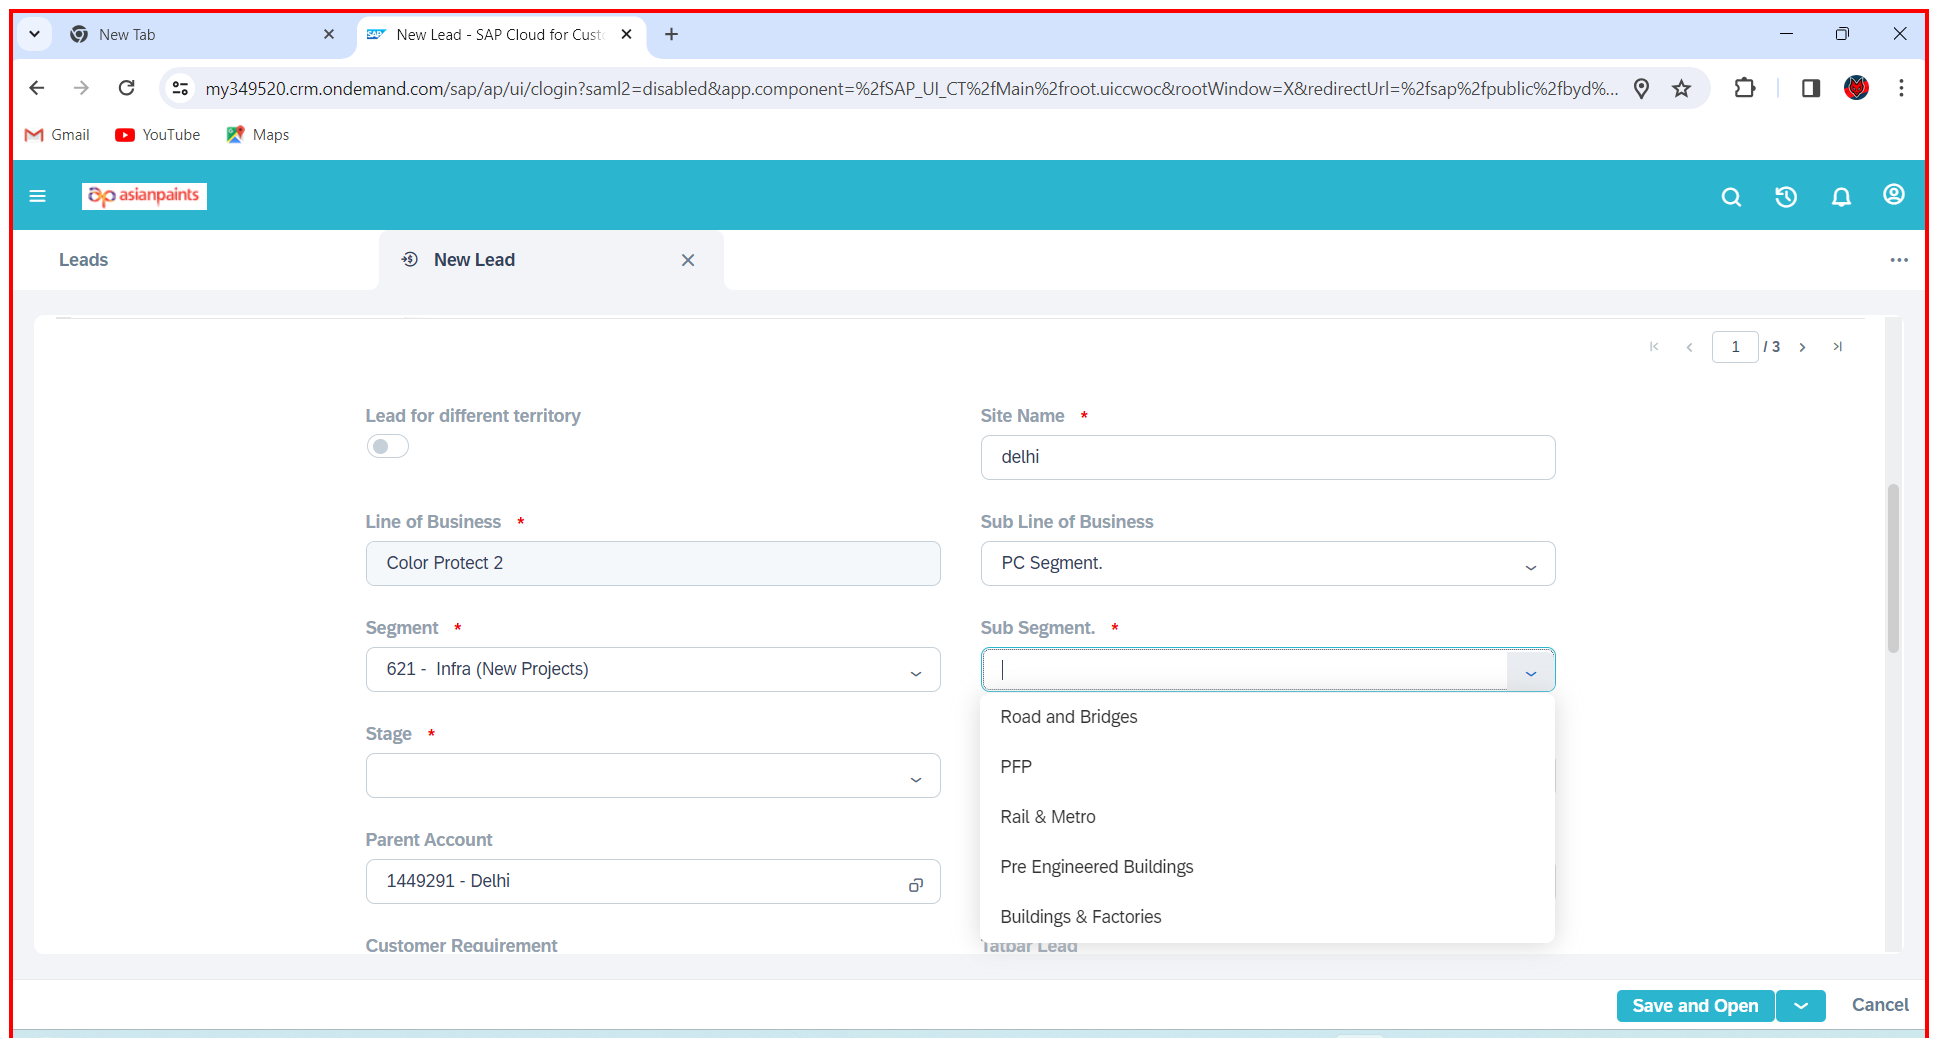 New Tab
New Lead - SAP Cloud for Custo
my349520.crm.ondemand.com/sap/ap/ui/clogin?saml2=disabled&app.component=%2fSAP_UI_CT%2fMain%2froot.uiccwoc&rootWindow=X&redirectUrl=%2fsap%2fpublic%2fbyd%...
Gmail YouTube Maps
asianpaints
Leads
New Lead
1 / 3
Lead for different territory
Site Name *
delhi
Line of Business *
Sub Line of Business
Color Protect 2
PC Segment.
Segment *
Sub Segment. *
621 - Infra (New Projects)
Road and Bridges
Stage *
PFP
Rail & Metro
Parent Account
Pre Engineered Buildings
1449291 - Delhi
Buildings & Factories
Customer Requirement
Tatbar Lead
Save and Open
Cancel